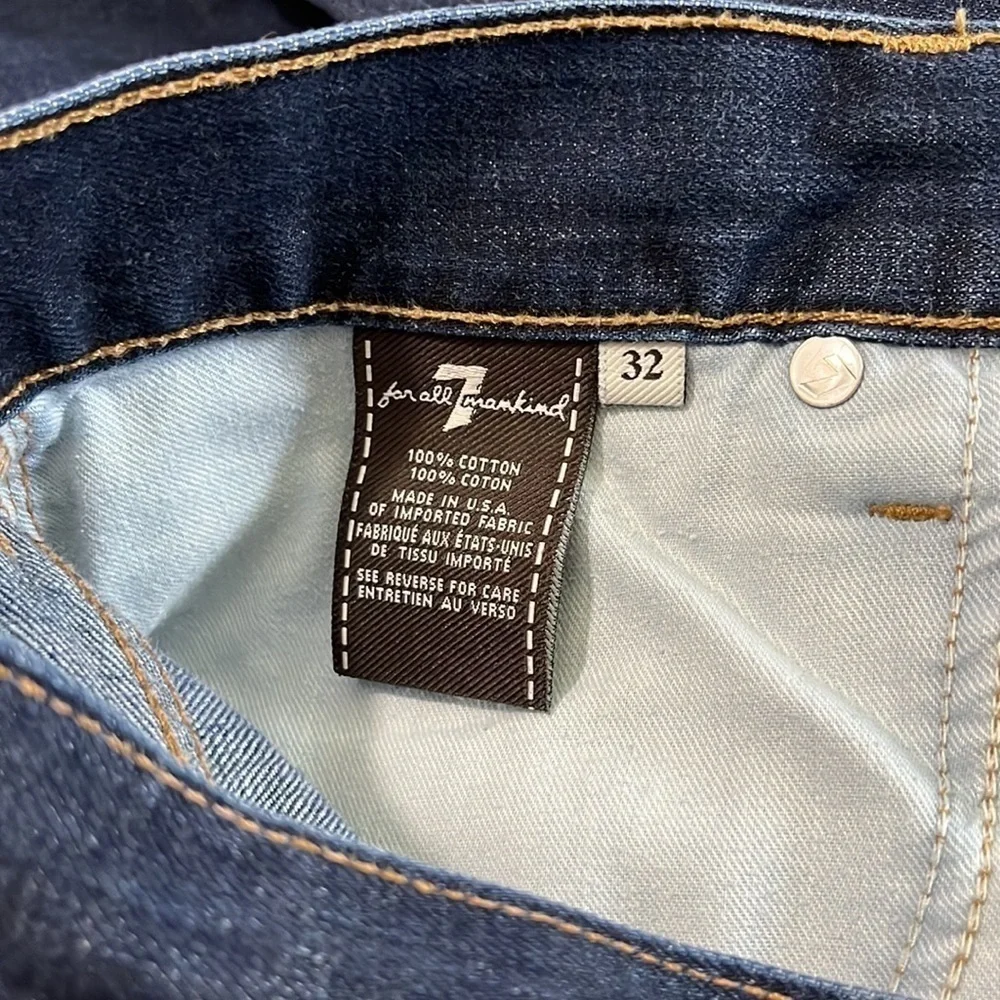 for all 7 mankind
32
100% COTTON
100% COTON
MADE IN U.S.A.
OF IMPORTED FABRIC
FABRIQUÉ AUX ÉTATS-UNIS
DE TISSU IMPORTÉ
SEE REVERSE FOR CARE
ENTRETIEN AU VERSO